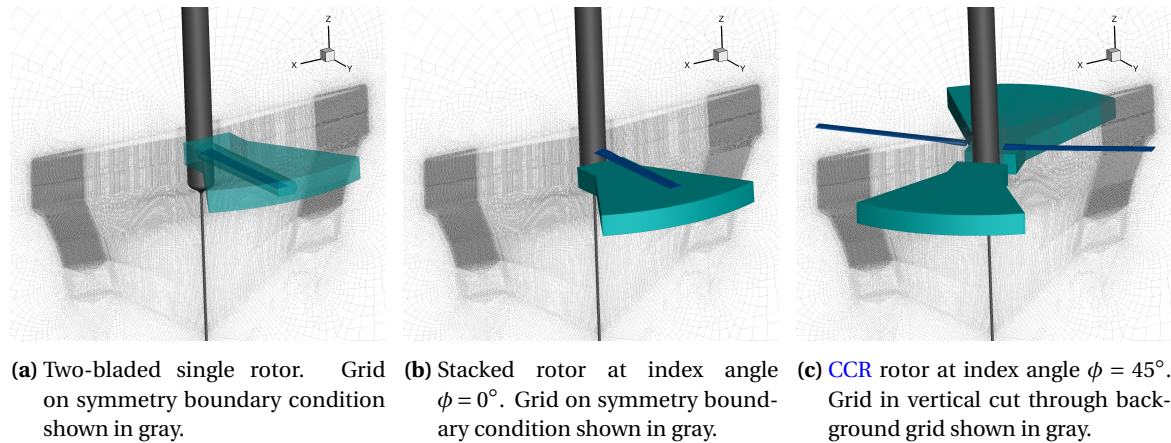 Z
X
Y
Z
X
Y
Z
X
Y
(a) Two-bladed single rotor. Grid
on symmetry boundary condition
shown in gray.
(b) Stacked rotor at index angle
ϕ = 0°. Grid on symmetry bound-
ary condition shown in gray.
(c) CCR rotor at index angle ϕ = 45°.
Grid in vertical cut through back-
ground grid shown in gray.